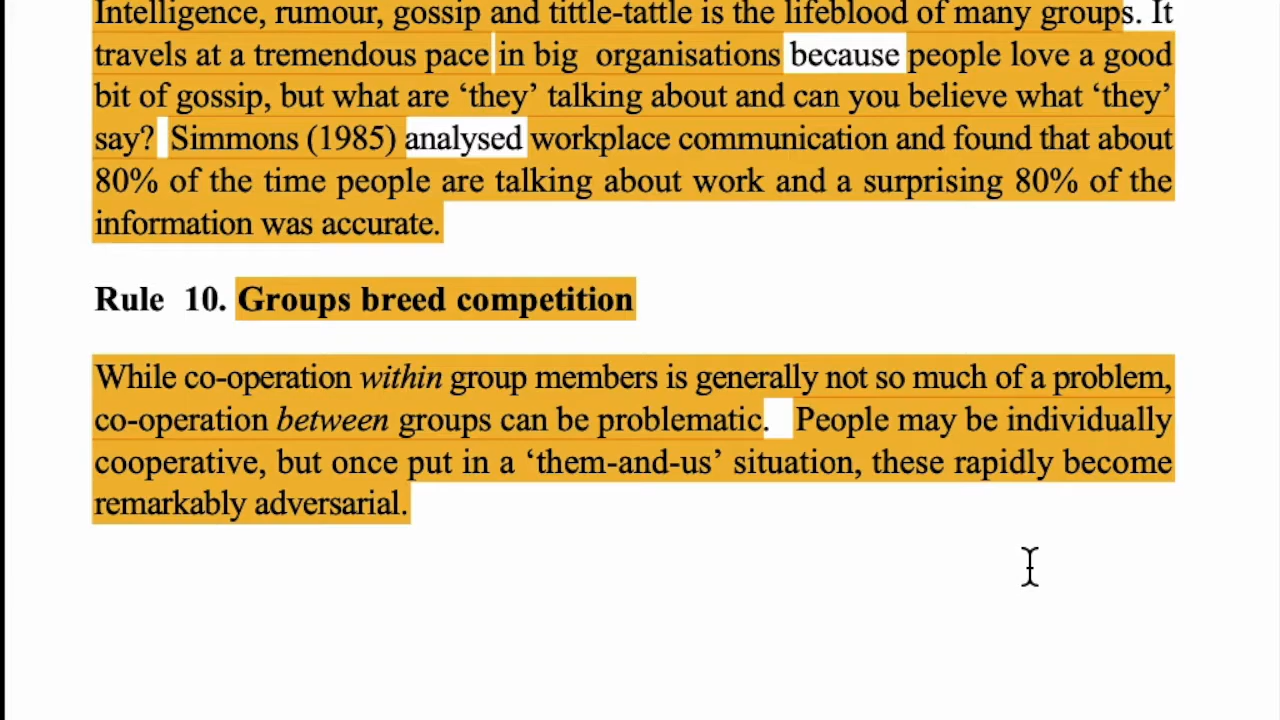 Intelligence, rumour, gossip and tittle-tattle is the lifeblood of many groups. It
travels at a tremendous pace in big organisations because people love a good
bit of gossip, but what are ‘they’ talking about and can you believe what ‘they’
say? Simmons (1985) analysed workplace communication and found that about
80% of the time people are talking about work and a surprising 80% of the
information was accurate.
Rule 10. Groups breed competition
While co-operation within group members is generally not so much of a problem,
co-operation between groups can be problematic. People may be individually
cooperative, but once put in a ‘them-and-us’ situation, these rapidly become
remarkably adversarial.